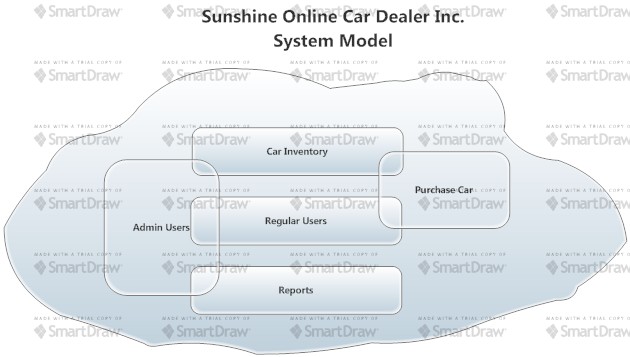 Sunshine Online Car Dealer Inc.
System Model
MADE WITH A TRIAL COPY OF
SmartDraw
Car Inventory
Purchase Car
Admin Users
Regular Users
Reports